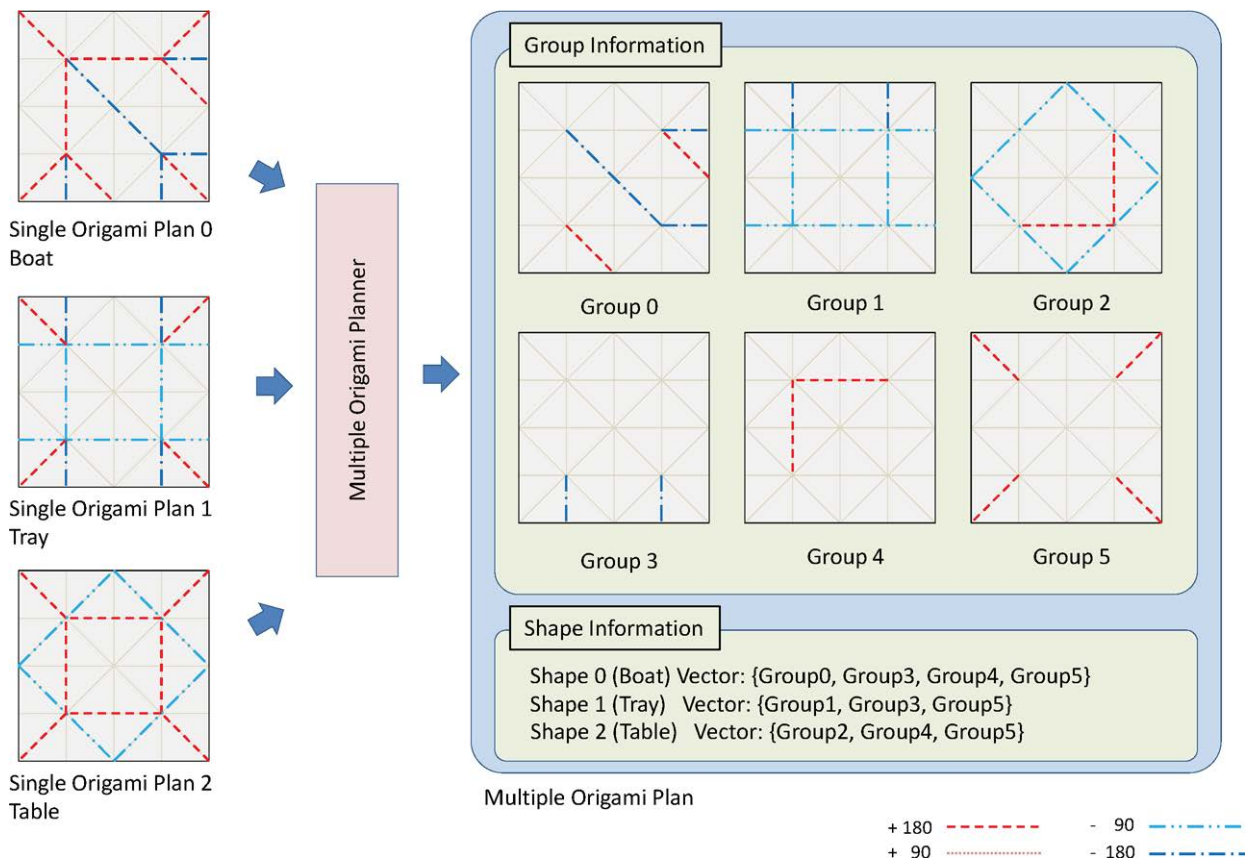 Single Origami Plan 0
Boat
Single Origami Plan 1
Tray
Single Origami Plan 2
Table
Multiple Origami Planner
Group Information
Group 0
Group 1
Group 2
Group 3
Group 4
Group 5
Shape Information
Shape 0 (Boat) Vector: {Group0, Group3, Group4, Group5}
Shape 1 (Tray) Vector: {Group1, Group3, Group5}
Shape 2 (Table) Vector: {Group2, Group4, Group5}
Multiple Origami Plan
+ 180
- 90
+ 90
- 180